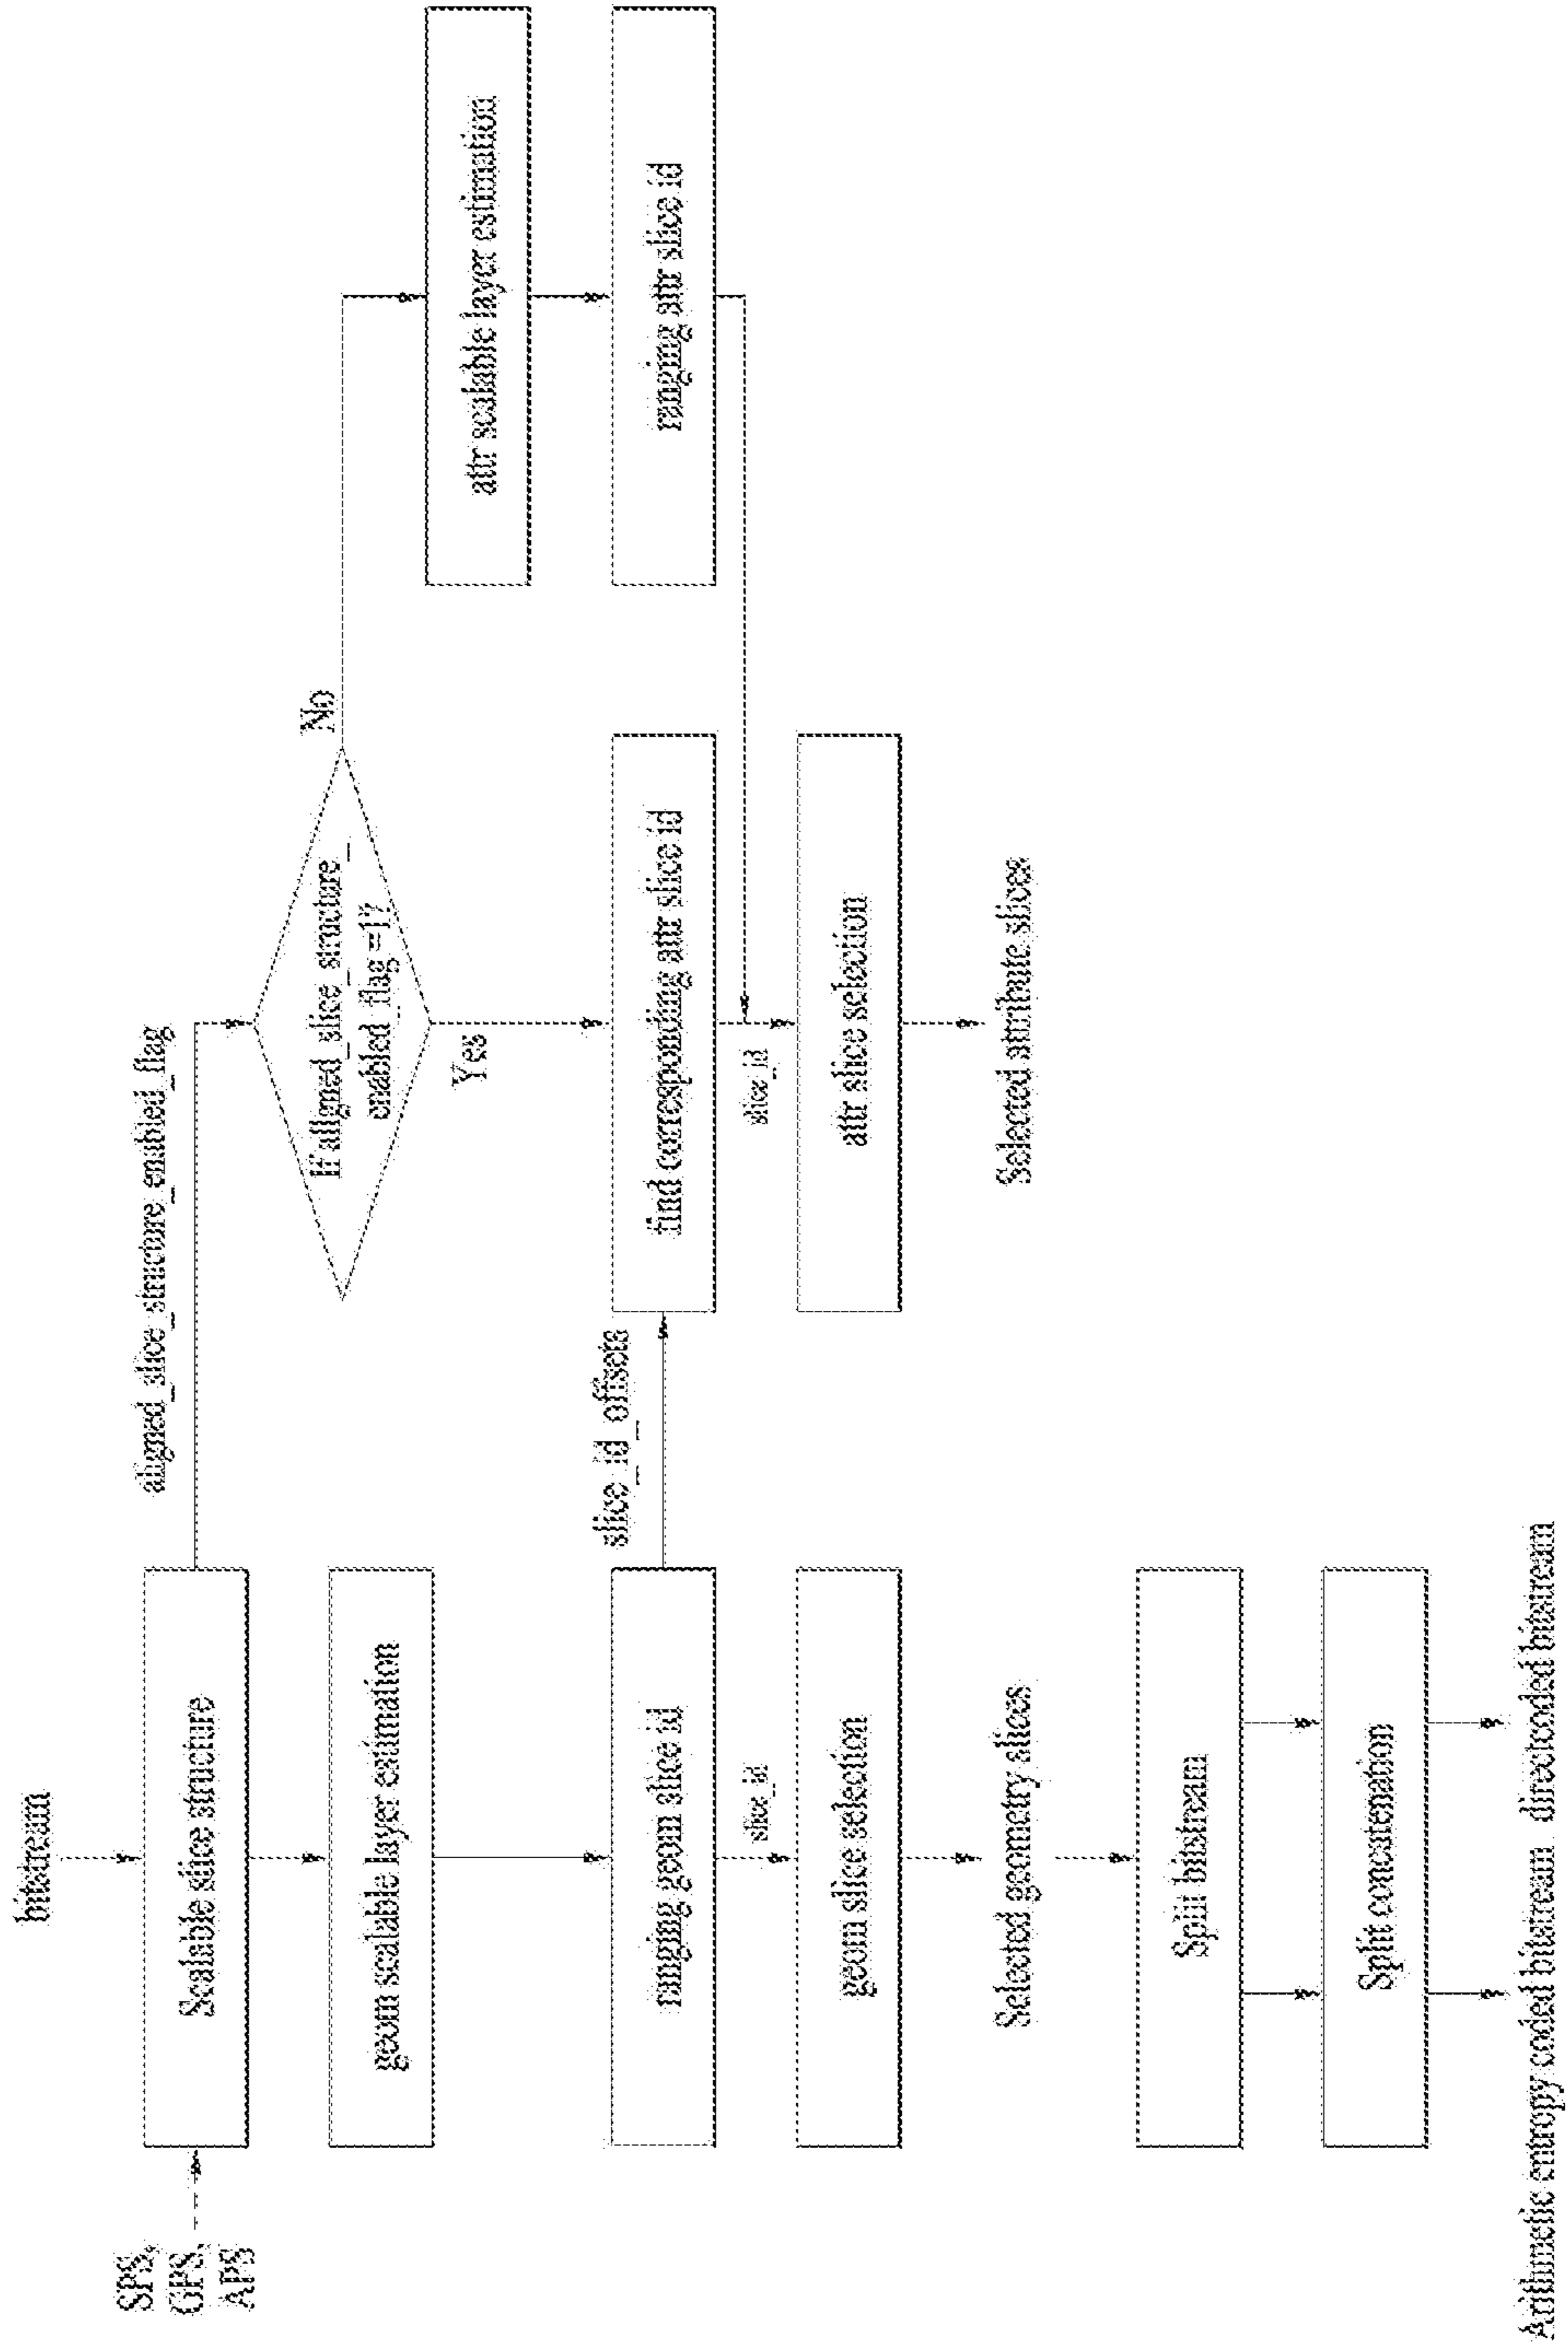 bitstream
SPS,
GPS,
APS
Scalable slice structure
aligned_slice_structure_enabled_flag
If aligned_slice_structure_
enabled_flag =1?
No
Yes
geom scalable layer estimation
attr scalable layer estimation
ranging geom slice id
slice_id_offsets
find corresponding attr slice id
ranging attr slice id
slice_id
slice_id
geom slice selection
attr slice selection
Selected geometry slices
Selected attribute slices
Split bitstream
Split concatenation
Arithmetic entropy coded bitstream
directcoded bitstream